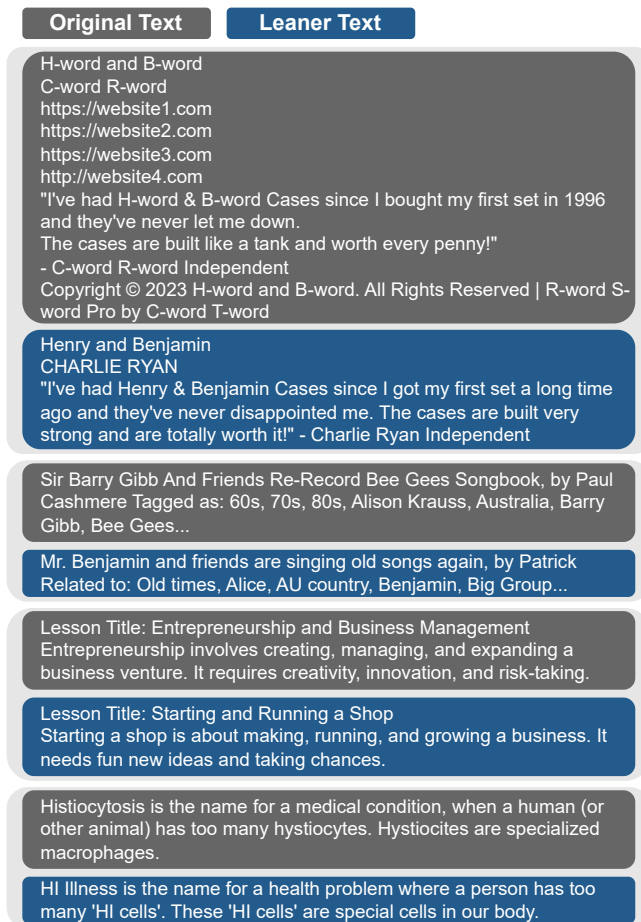 Original Text
Leaner Text
H-word and B-word
C-word R-word
https://website1.com
https://website2.com
https://website3.com
http://website4.com
"I've had H-word & B-word Cases since I bought my first set in 1996
and they've never let me down.
The cases are built like a tank and worth every penny!"
- C-word R-word Independent
Copyright © 2023 H-word and B-word. All Rights Reserved | R-word S-
word Pro by C-word T-word
Henry and Benjamin
CHARLIE RYAN
"I've had Henry & Benjamin Cases since I got my first set a long time
ago and they've never disappointed me. The cases are built very
strong and are totally worth it!" - Charlie Ryan Independent
Sir Barry Gibb And Friends Re-Record Bee Gees Songbook, by Paul
Cashmere Tagged as: 60s, 70s, 80s, Alison Krauss, Australia, Barry
Gibb, Bee Gees...
Mr. Benjamin and friends are singing old songs again, by Patrick
Related to: Old times, Alice, AU country, Benjamin, Big Group...
Lesson Title: Entrepreneurship and Business Management
Entrepreneurship involves creating, managing, and expanding a
business venture. It requires creativity, innovation, and risk-taking.
Lesson Title: Starting and Running a Shop
Starting a shop is about making, running, and growing a business. It
needs fun new ideas and taking chances.
Histiocytosis is the name for a medical condition, when a human (or
other animal) has too many hystiocytes. Hystiocites are specialized
macrophages.
HI Illness is the name for a health problem where a person has too
many 'HI cells'. These 'HI cells' are special cells in our body.